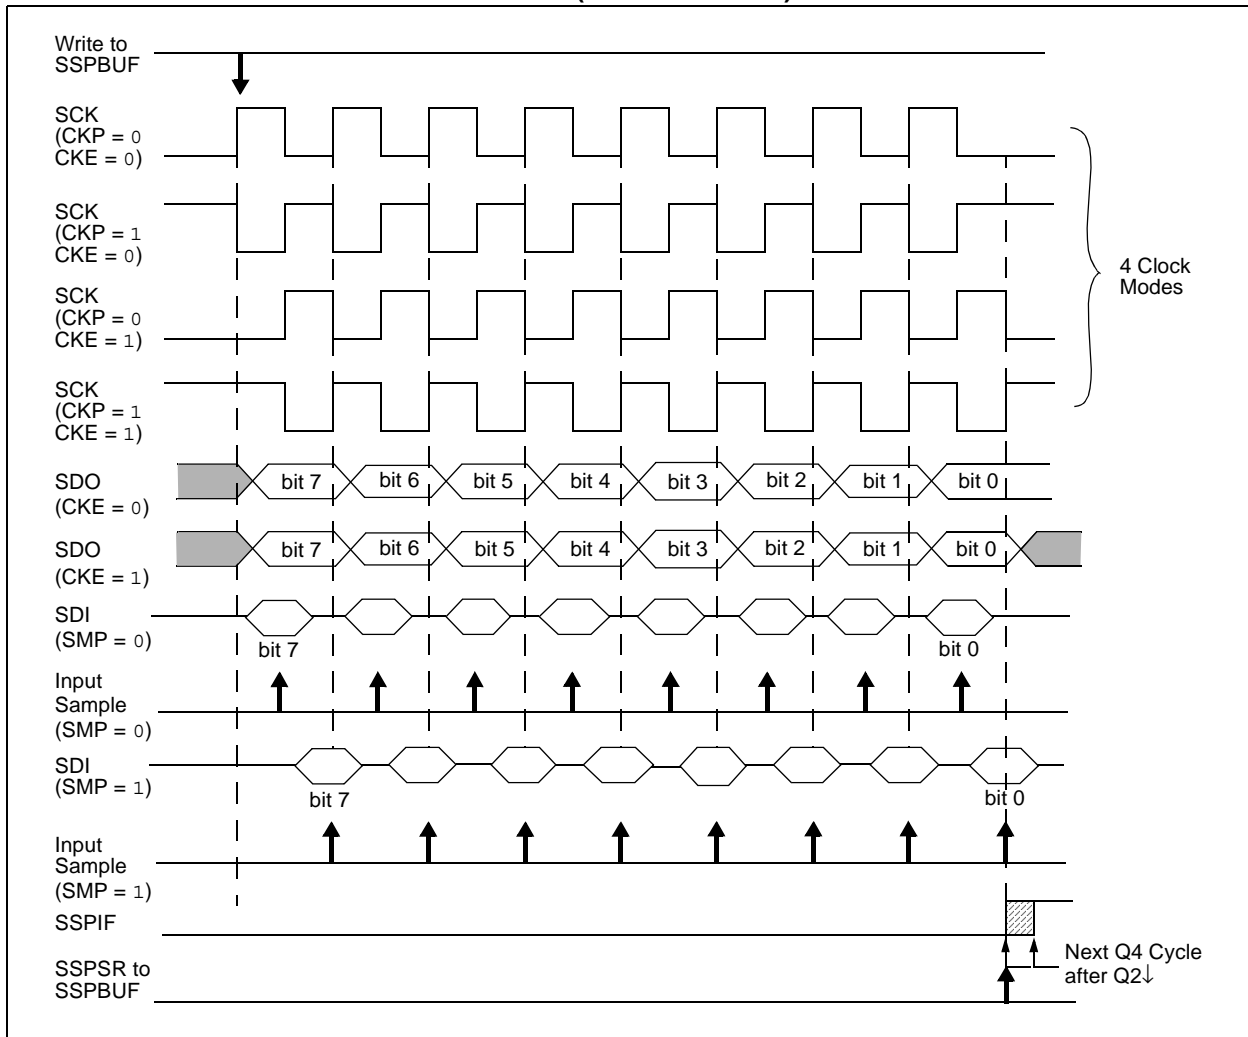 Write to
SSPBUF
SCK
(CKP = 0
CKE = 0)
SCK
(CKP = 1
CKE = 0)
SCK
(CKP = 0
CKE = 1)
SCK
(CKP = 1
CKE = 1)
4 Clock
Modes
SDO
(CKE = 0)
bit 7 bit 6 bit 5 bit 4 bit 3 bit 2 bit 1 bit 0
SDO
(CKE = 1)
bit 7 bit 6 bit 5 bit 4 bit 3 bit 2 bit 1 bit 0
SDI
(SMP = 0)
bit 7 bit 0
Input
Sample
(SMP = 0)
SDI
(SMP = 1)
bit 7 bit 0
Input
Sample
(SMP = 1)
SSPIF
Next Q4 Cycle
after Q2↓
SSPSR to
SSPBUF